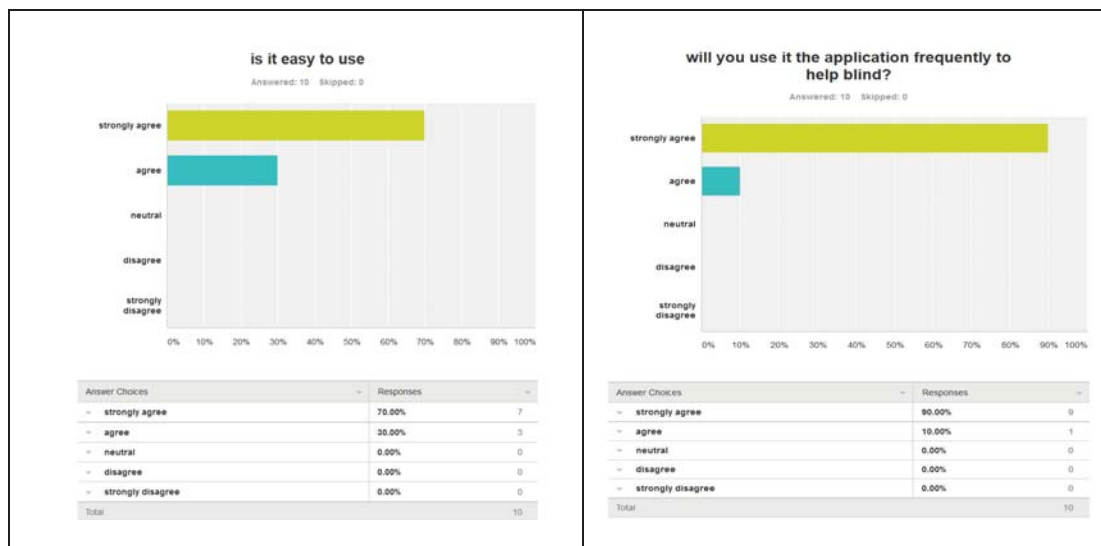 is it easy to use
Answered: 10 Skipped: 0
strongly agree
agree
neutral
disagree
strongly
disagree
0% 10% 20% 30% 40% 50% 60% 70% 80% 90% 100%
Answer Choices Responses
strongly agree 70.00% 7
agree 30.00% 3
neutral 0.00% 0
disagree 0.00% 0
strongly disagree 0.00% 0
Total 10
will you use it the application frequently to
help blind?
Answered: 10 Skipped: 0
strongly agree
agree
neutral
disagree
strongly
disagree
0% 10% 20% 30% 40% 50% 60% 70% 80% 90% 100%
Answer Choices Responses
strongly agree 90.00% 9
agree 10.00% 1
neutral 0.00% 0
disagree 0.00% 0
strongly disagree 0.00% 0
Total 10